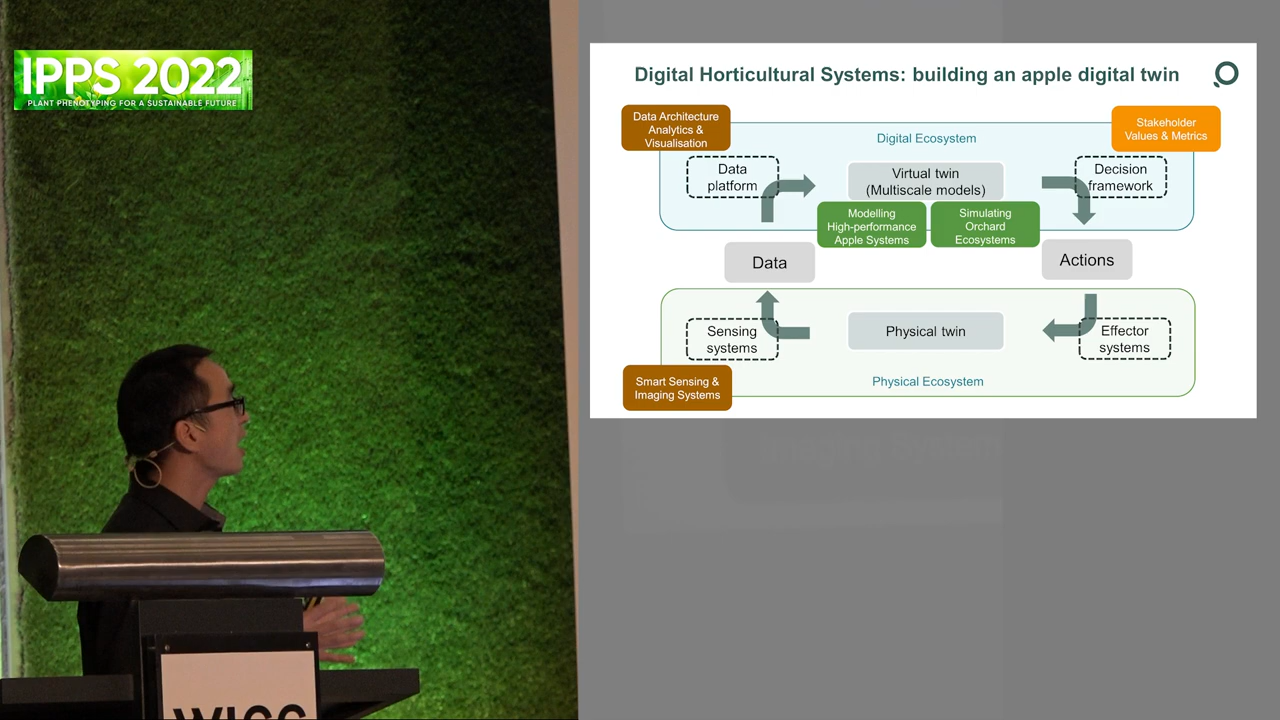 IPPS 2022
PLANT PHENOTYPING FOR A SUSTAINABLE FUTURE
Digital Horticultural Systems: building an apple digital twin
Data Architecture
Analytics &
Visualisation
Digital Ecosystem
Stakeholder
Values & Metrics
Data
platform
Virtual twin
(Multiscale models)
Decision
framework
Modelling
High-performance
Apple Systems
Simulating
Orchard
Ecosystems
Data
Actions
Sensing
systems
Physical twin
Effector
systems
Smart Sensing &
Imaging Systems
Physical Ecosystem